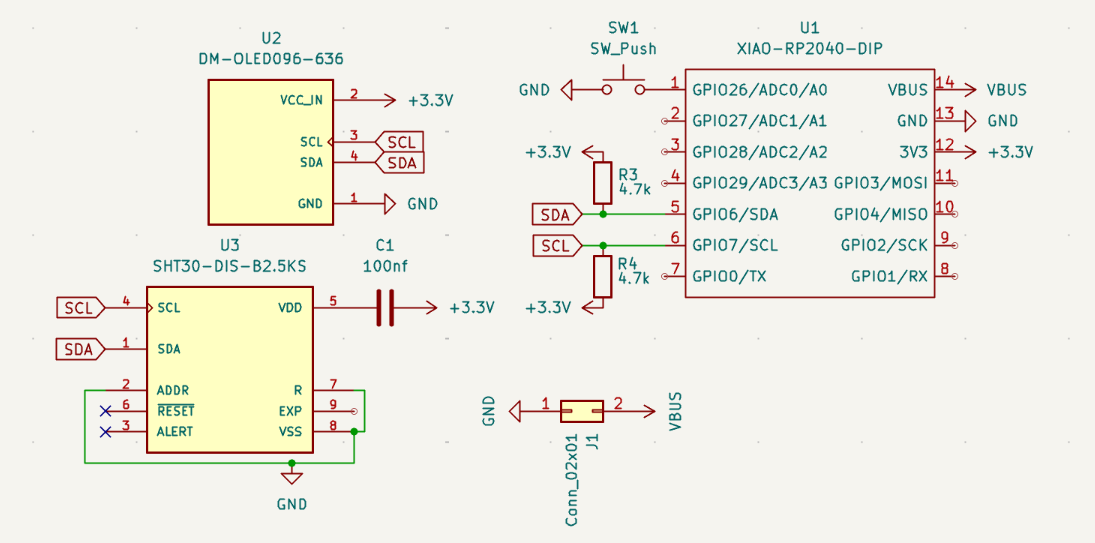 U2
DM-OLED096-636
VCC_IN 2 +3.3V
SCL 3 SCL
SDA 4 SDA
GND 1 GND
SW1
SW_Push
U1
XIAO-RP2040-DIP
GND 1 GPIO26/ADC0/A0 VBUS 14 VBUS
2 GPIO27/ADC1/A1 GND 13 GND
+3.3V 3 GPIO28/ADC2/A2 3V3 12 +3.3V
R3
4.7k
4 GPIO29/ADC3/A3 GPIO3/MOSI 11
SDA 5 GPIO6/SDA GPIO4/MISO 10
SCL 6 GPIO7/SCL GPIO2/SCK 9
R4
4.7k
7 GPIO0/TX GPIO1/RX 8
+3.3V
U3
SHT30-DIS-B2.5KS
C1
100nf
SCL 4 SCL VDD 5 +3.3V
SDA 1 SDA
2 ADDR R 7
6 RESET EXP 9
3 ALERT VSS 8
GND
GND 1 2 VBUS
J1
Conn_02x01